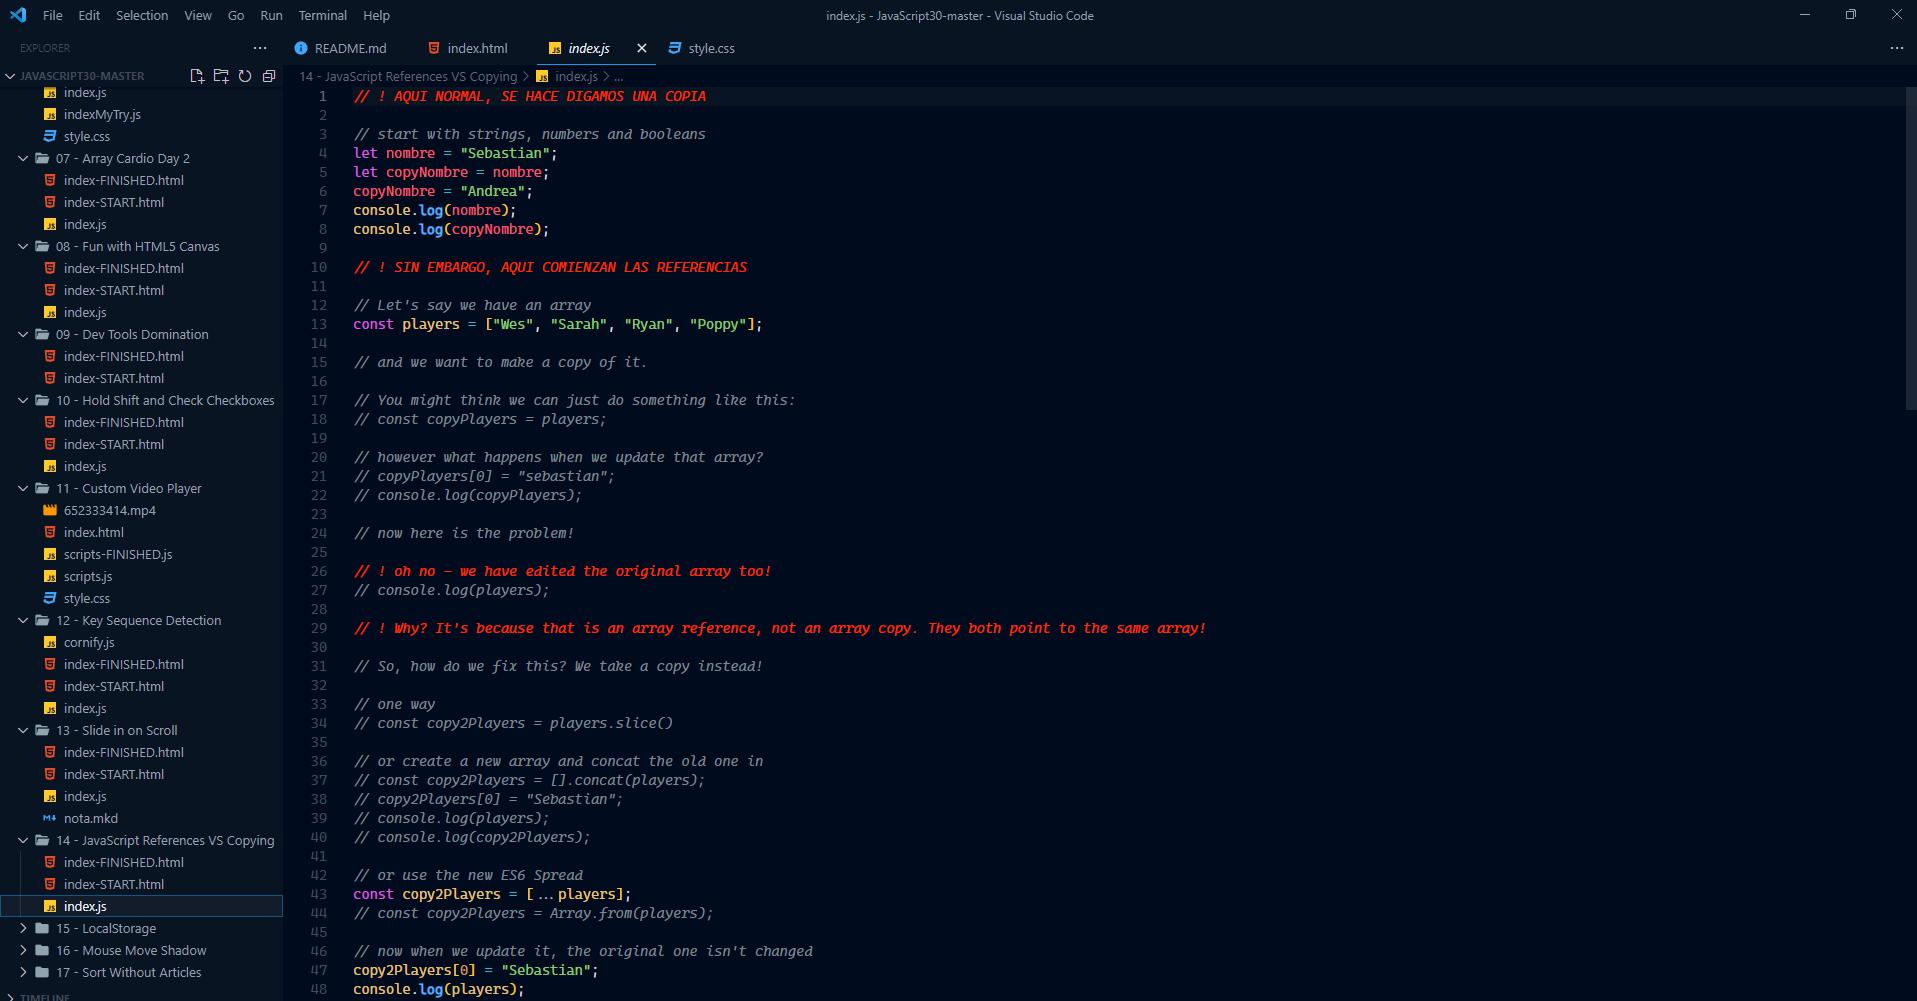 File Edit Selection View Go Run Terminal Help
index.js - JavaScript30-master - Visual Studio Code
EXPLORER
README.md
index.html
index.js
style.css
JAVASCRIPT30-MASTER
14 - JavaScript References VS Copying > index.js > ...
index.js
indexMyTry.js
style.css
07 - Array Cardio Day 2
index-FINISHED.html
index-START.html
index.js
08 - Fun with HTML5 Canvas
index-FINISHED.html
index-START.html
index.js
09 - Dev Tools Domination
index-FINISHED.html
index-START.html
10 - Hold Shift and Check Checkboxes
index-FINISHED.html
index-START.html
index.js
11 - Custom Video Player
652333414.mp4
index.html
scripts-FINISHED.js
scripts.js
style.css
12 - Key Sequence Detection
cornify.js
index-FINISHED.html
index-START.html
index.js
13 - Slide in on Scroll
index-FINISHED.html
index-START.html
index.js
nota.mkd
14 - JavaScript References VS Copying
index-FINISHED.html
index-START.html
index.js
15 - LocalStorage
16 - Mouse Move Shadow
17 - Sort Without Articles
TIMELINE
1 // ! AQUI NORMAL, SE HACE DIGAMOS UNA COPIA
2
3 // start with strings, numbers and booleans
4 let nombre = "Sebastian";
5 let copyNombre = nombre;
6 copyNombre = "Andrea";
7 console.log(nombre);
8 console.log(copyNombre);
9
10 // ! SIN EMBARGO, AQUI COMIENZAN LAS REFERENCIAS
11
12 // Let's say we have an array
13 const players = ["Wes", "Sarah", "Ryan", "Poppy"];
14
15 // and we want to make a copy of it.
16
17 // You might think we can just do something like this:
18 // const copyPlayers = players;
19
20 // however what happens when we update that array?
21 // copyPlayers[0] = "sebastian";
22 // console.log(copyPlayers);
23
24 // now here is the problem!
25
26 // ! oh no - we have edited the original array too!
27 // console.log(players);
28
29 // ! Why? It's because that is an array reference, not an array copy. They both point to the same array!
30
31 // So, how do we fix this? We take a copy instead!
32
33 // one way
34 // const copy2Players = players.slice()
35
36 // or create a new array and concat the old one in
37 // const copy2Players = [].concat(players);
38 // copy2Players[0] = "Sebastian";
39 // console.log(players);
40 // console.log(copy2Players);
41
42 // or use the new ES6 Spread
43 const copy2Players = [...players];
44 // const copy2Players = Array.from(players);
45
46 // now when we update it, the original one isn't changed
47 copy2Players[0] = "Sebastian";
48 console.log(players);